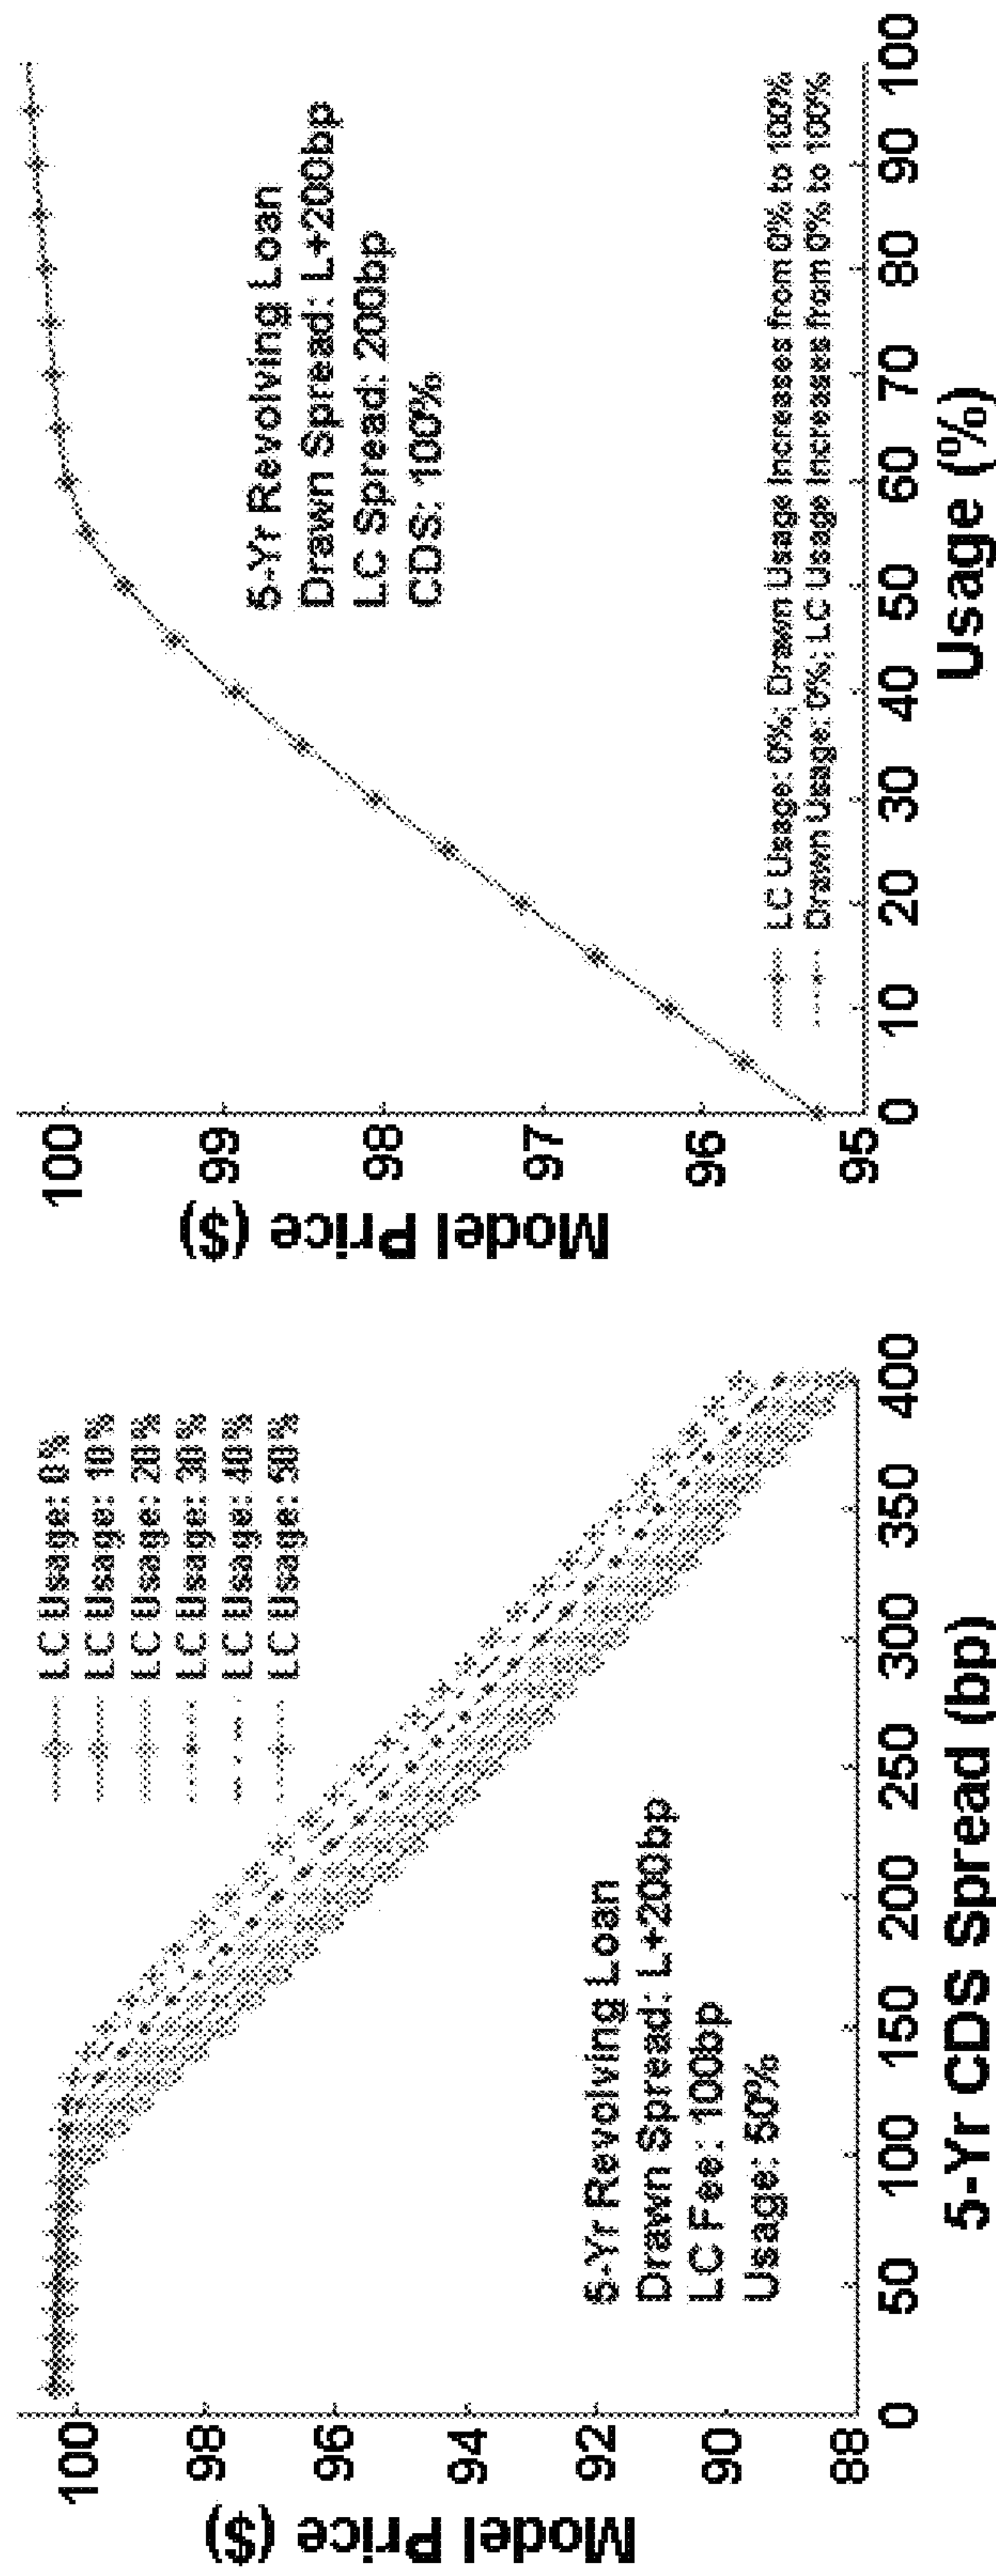 Model Price ($)
100
98
96
94
92
90
88
0
50
100
150
200
250
300
350
400
5-Yr CDS Spread (bp)
LC Usage: 0%
LC Usage: 10%
LC Usage: 20%
LC Usage: 30%
LC Usage: 40%
LC Usage: 50%
5-Yr Revolving Loan
Drawn Spread: L+200bp
LC Fee: 100bp
Usage: 50%
Model Price ($)
100
99
98
97
96
95
0
10
20
30
40
50
60
70
80
90
100
Usage (%)
5-Yr Revolving Loan
Drawn Spread: L+200bp
LC Spread: 200bp
CDS: 100%
LC Usage: 0%; Drawn Usage Increases from 0% to 100%
Drawn Usage: 0%; LC Usage Increases from 0% to 100%